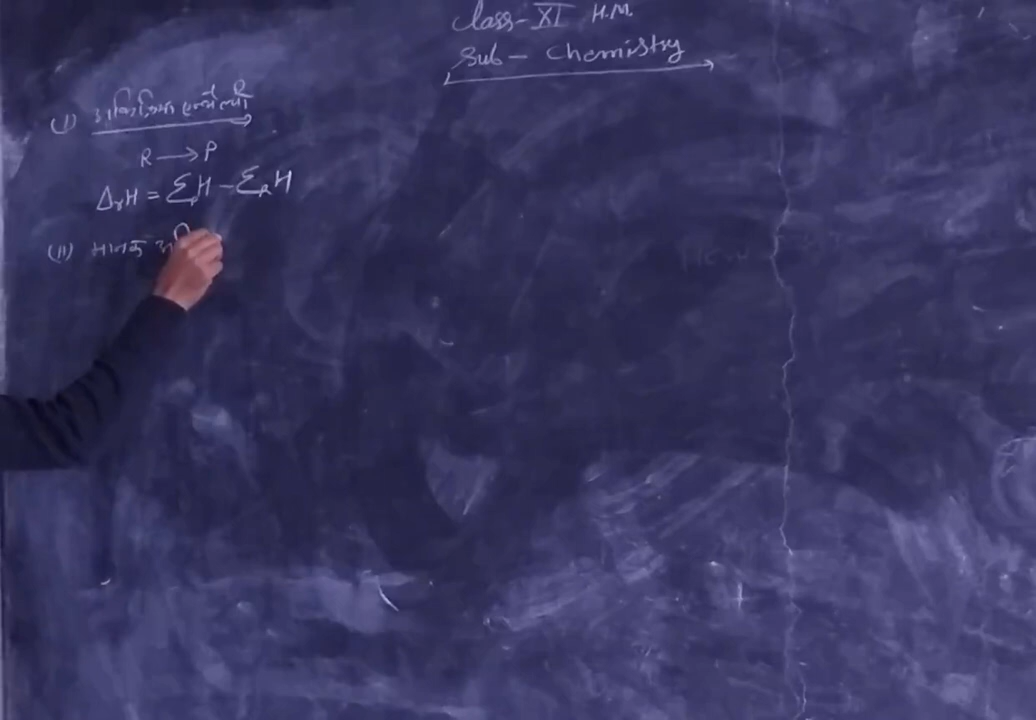 Class-XI H.M.
Sub- Chemistry
(I) अभिक्रिया एन्थैल्पी
R → P
ΔrH = ΣpH - ΣRH
(II) मानक अ